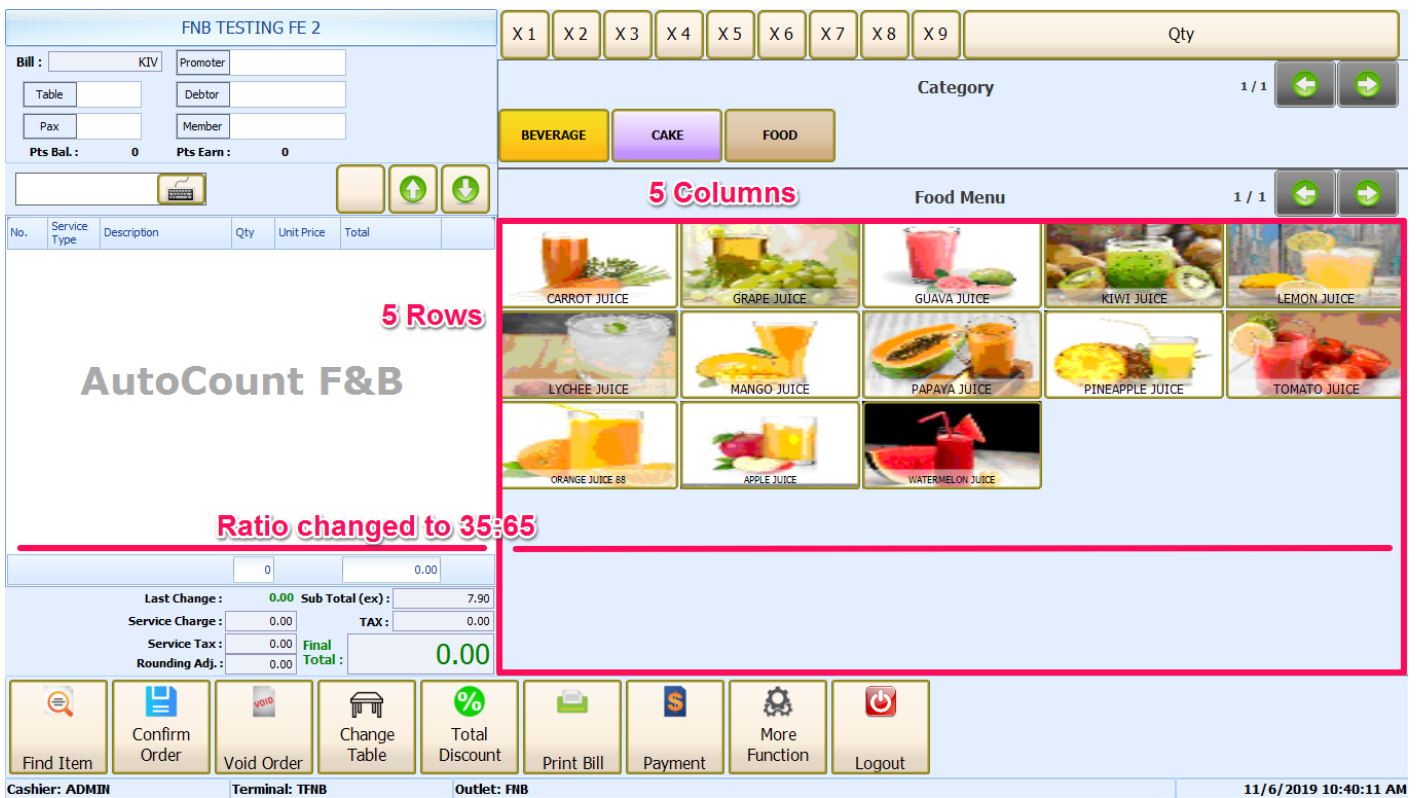 FNB TESTING FE 2
Bill :
KIV
Promoter
Table
Debtor
Pax
Member
Pts Bal. :
0
Pts Earn :
0
No.
Service Type
Description
Qty
Unit Price
Total
AutoCount F&B
5 Rows
Ratio changed to 35:65
0
0.00
Last Change :
0.00
Sub Total (ex) :
7.90
Service Charge :
0.00
TAX :
0.00
Service Tax :
0.00
Final Total :
0.00
Rounding Adj. :
0.00
X 1
X 2
X 3
X 4
X 5
X 6
X 7
X 8
X 9
Qty
Category
1 / 1
BEVERAGE
CAKE
FOOD
5 Columns
Food Menu
1 / 1
CARROT JUICE
GRAPE JUICE
GUAVA JUICE
KIWI JUICE
LEMON JUICE
LYCHEE JUICE
MANGO JUICE
PAPAYA JUICE
PINEAPPLE JUICE
TOMATO JUICE
ORANGE JUICE 88
APPLE JUICE
WATERMELON JUICE
Find Item
Confirm Order
VOID
Void Order
Change Table
Total Discount
Print Bill
Payment
More Function
Logout
Cashier: ADMIN
Terminal: TFNB
Outlet: FNB
11/6/2019 10:40:11 AM